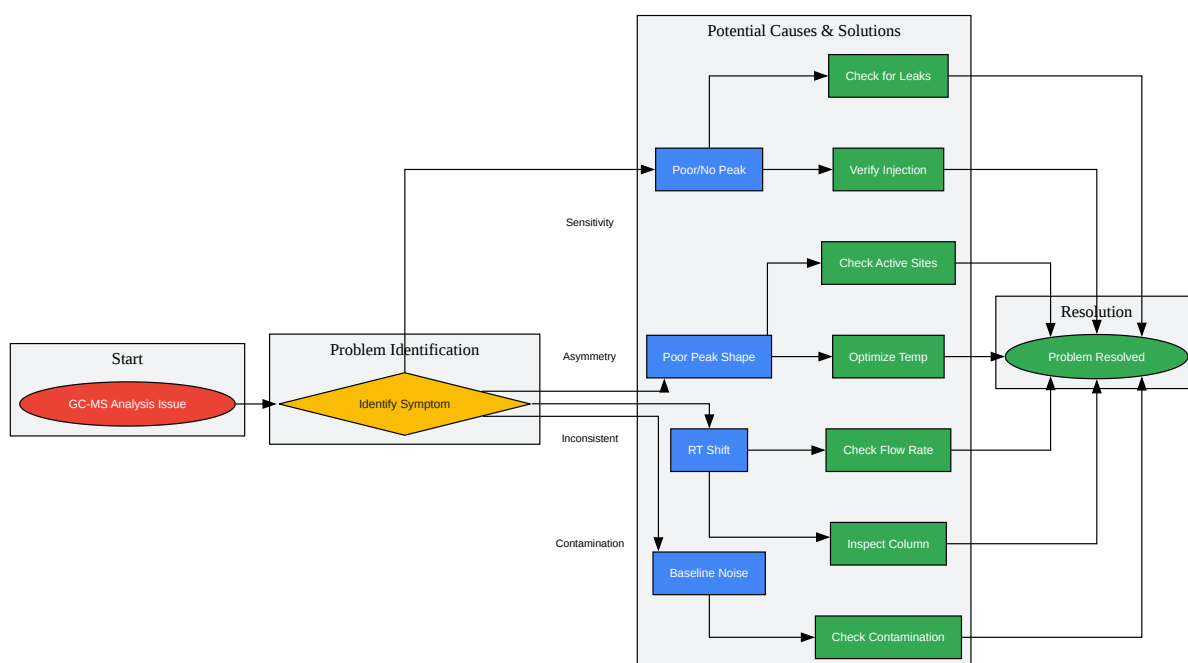 Potential Causes & Solutions
Check for Leaks
Poor/No Peak
Verify Injection
Sensitivity
Check Active Sites
Resolution
Start
Problem Identification
Asymmetry
Poor Peak Shape
Optimize Temp
Problem Resolved
GC-MS Analysis Issue
Identify Symptom
Inconsistent
RT Shift
Check Flow Rate
Contamination
Inspect Column
Baseline Noise
Check Contamination